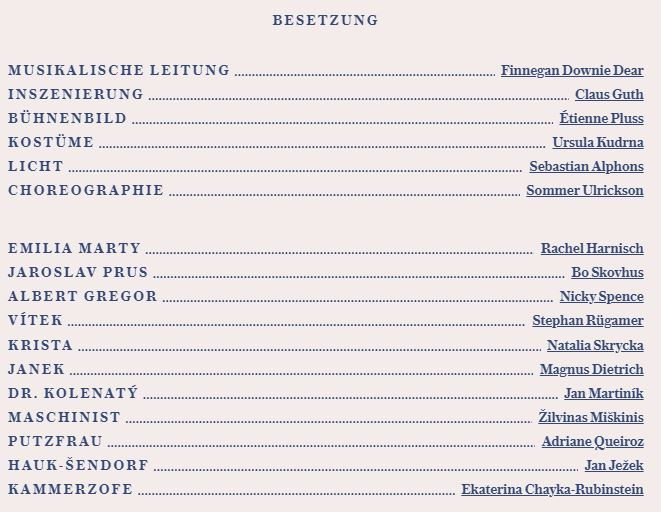 BESETZUNG
MUSIKALISCHE LEITUNG Finnegan Downie Dear
INSZENIERUNG Claus Guth
BÜHNENBILD Étienne Pluss
KOSTÜME Ursula Kudrna
LICHT Sebastian Alphons
CHOREOGRAPHIE Sommer Ulrickson
EMILIA MARTY Rachel Harnisch
JAROSLAV PRUS Bo Skovhus
ALBERT GREGOR Nicky Spence
VÍTEK Stephan Rügamer
KRISTA Natalia Skrycka
JANEK Magnus Dietrich
DR. KOLENATÝ Jan Martiník
MASCHINIST Žilvinas Miškinis
PUTZFRAU Adriane Queiroz
HAUK-ŠENDORF Jan Ježek
KAMMERZOFE Ekaterina Chayka-Rubinstein